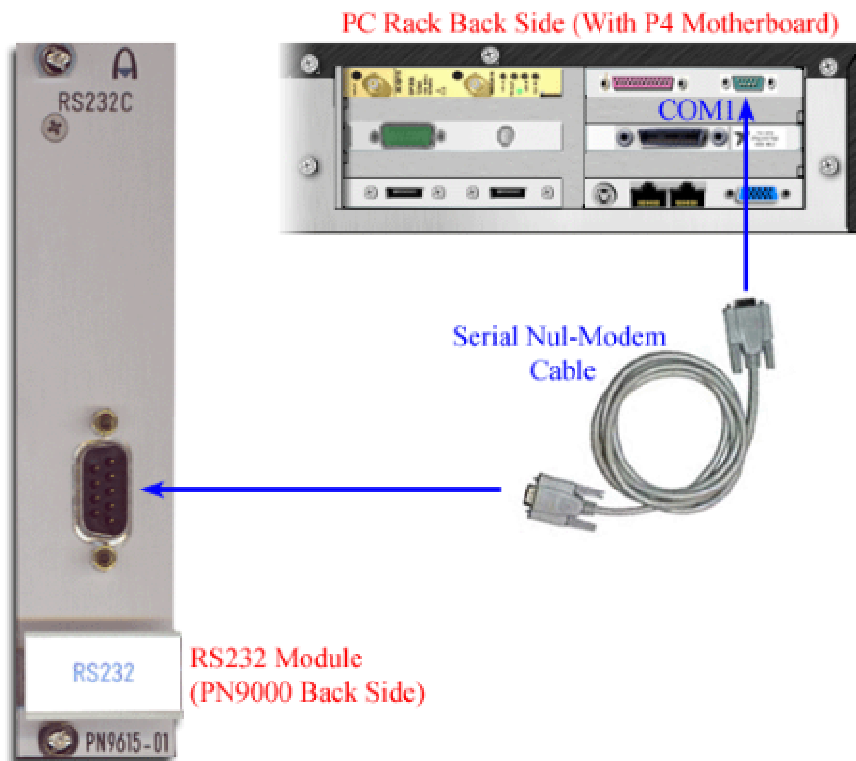 PC Rack Back Side (With P4 Motherboard)
RS232C
COM1
Serial Nul-Modem
Cable
RS232
RS232 Module
(PN9000 Back Side)
PN9615-01